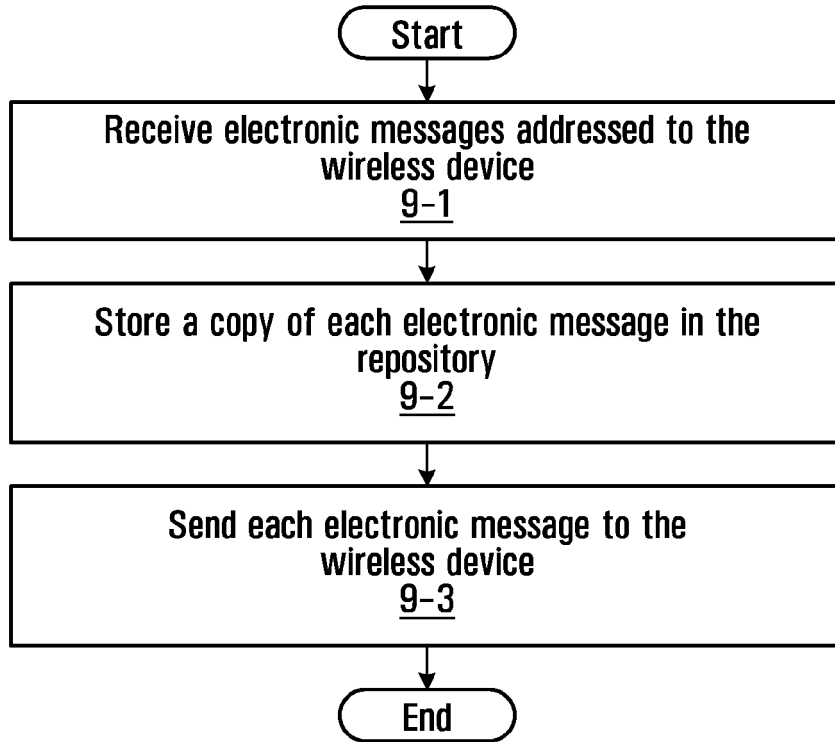 Start
Receive electronic messages addressed to the
wireless device
9-1
Store a copy of each electronic message in the
repository
9-2
Send each electronic message to the
wireless device
9-3
End